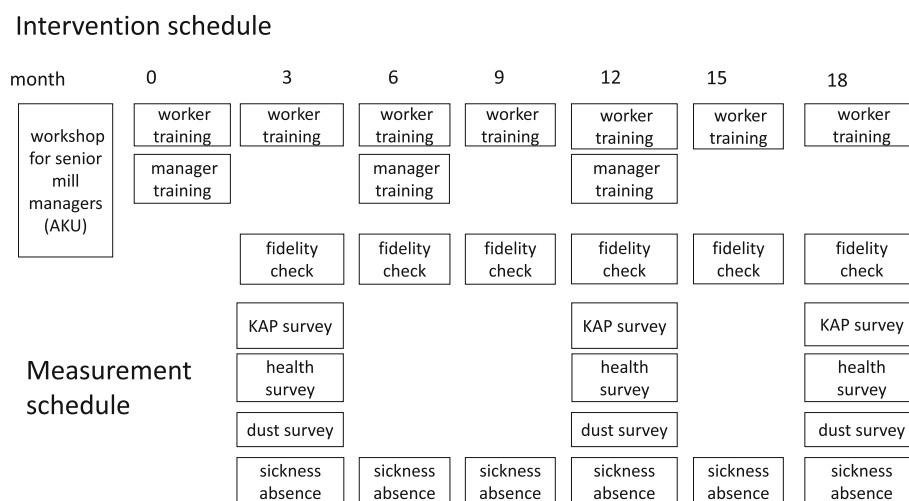 Intervention schedule
month 0 3 6 9 12 15 18
workshop
for senior
mill
managers
(AKU)
worker
training
worker
training
worker
training
worker
training
worker
training
worker
training
worker
training
manager
training
manager
training
manager
training
fidelity
check
fidelity
check
fidelity
check
fidelity
check
fidelity
check
fidelity
check
Measurement
schedule
KAP survey
KAP survey
KAP survey
health
survey
health
survey
health
survey
dust survey
dust survey
dust survey
sickness
absence
sickness
absence
sickness
absence
sickness
absence
sickness
absence
sickness
absence